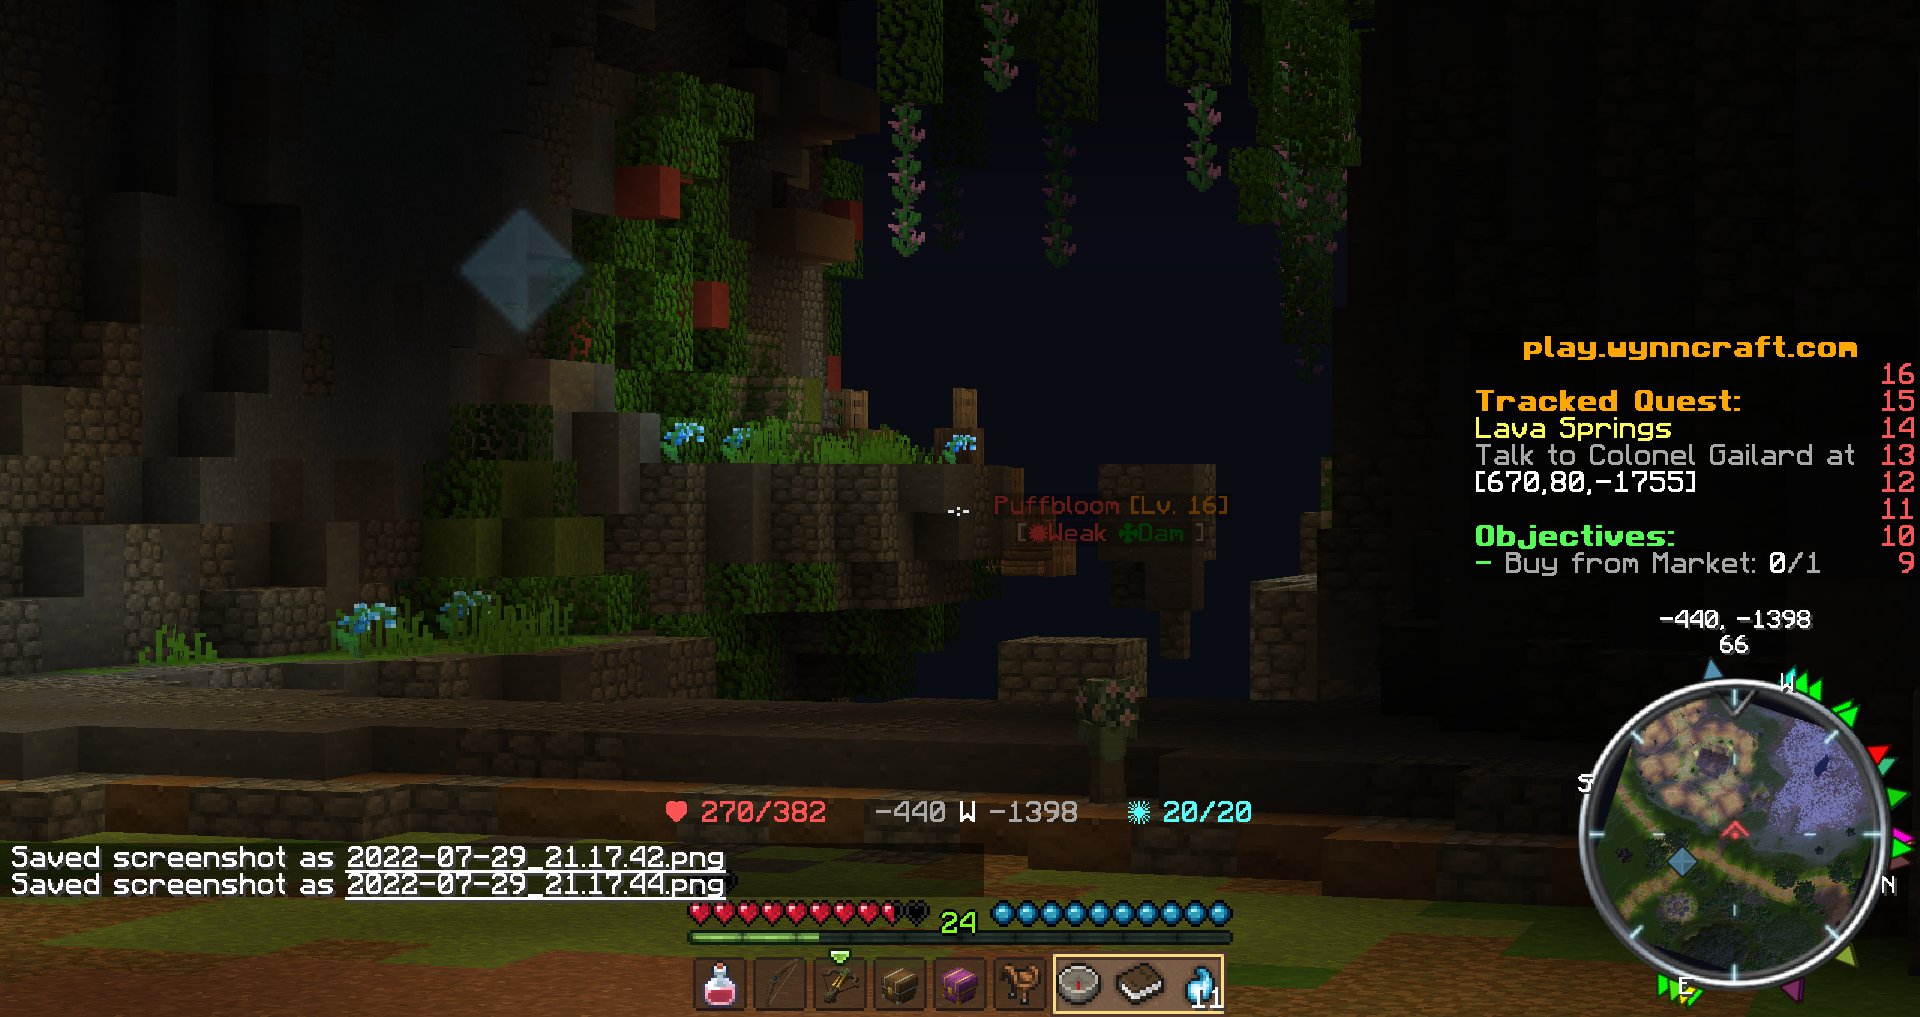 play.wynncraft.com
16
Tracked Quest: 15
Lava Springs 14
Talk to Colonel Gailard at 13
[670,80,-1755] 12
11
Objectives: 10
- Buy from Market: 0/1 9
Puffbloom [Lv. 16]
[Weak Dam ]
-440, -1398
66
W
S
N
E
270/382 -440 W -1398 20/20
Saved screenshot as 2022-07-29_21.17.42.png
Saved screenshot as 2022-07-29_21.17.44.png
24
11